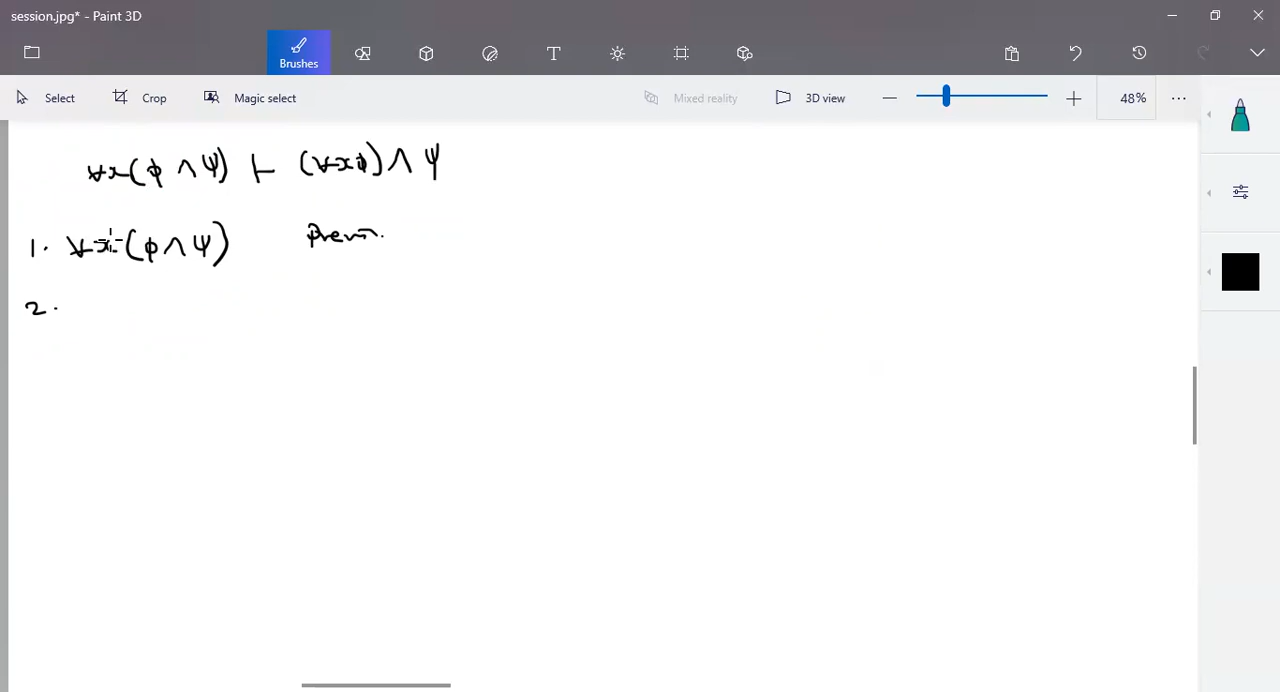 session.jpg* - Paint 3D
Brushes
Select Crop Magic select Mixed reality 3D view 48%
∀x(ϕ ∧ Ψ) ⊢ (∀xϕ) ∧ Ψ
1. ∀x(ϕ ∧ Ψ) Prem.
2.